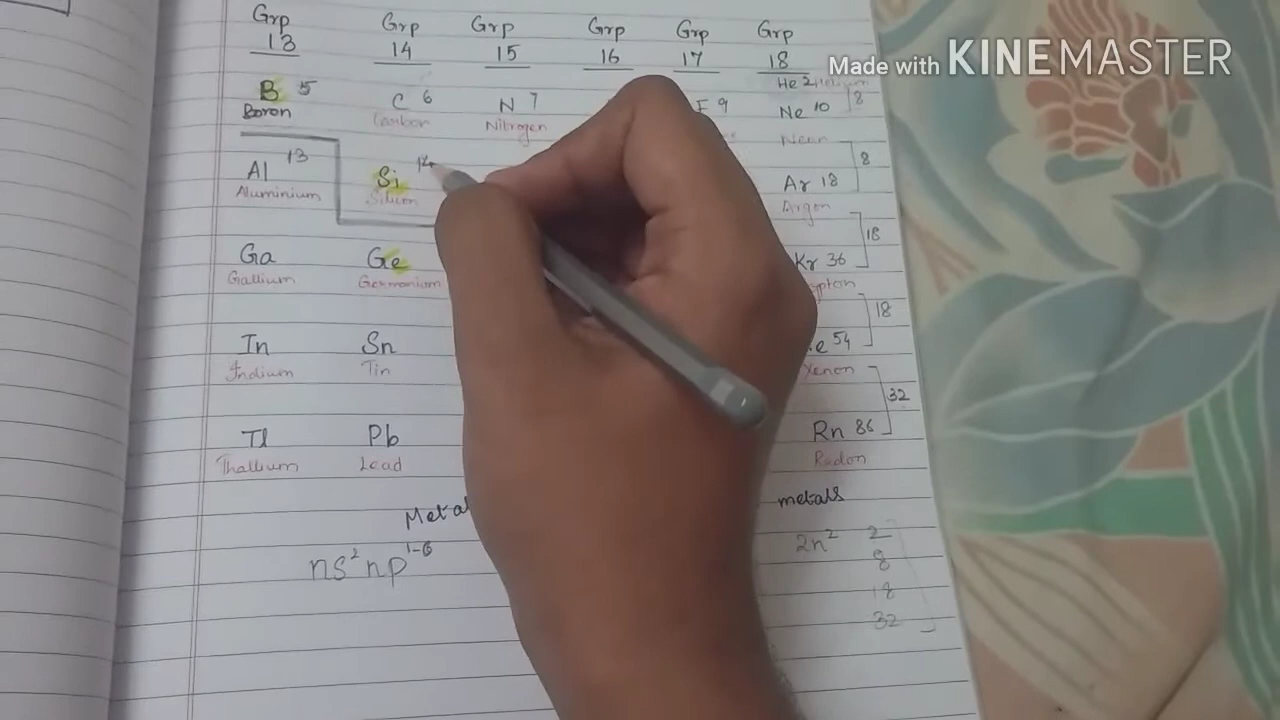 Made with KINEMASTER
Grp Grp Grp Grp Grp Grp
13 14 15 16 17 18
He 2 Helium
B 5 C 6 N 7 F 9 Ne 10 8
Boron Carbon Nitrogen Neon
Al 13 Si 14 Ar 18 8
Aluminium Silicon Argon
Ga Ge Kr 36 18
Gallium Germanium
In Sn 54 18
Indium Tin Xenon
Tl Pb Rn 86 32
Thallium Lead Radon
metals
ns² np¹⁻⁶ 2n² 2
8
18
32